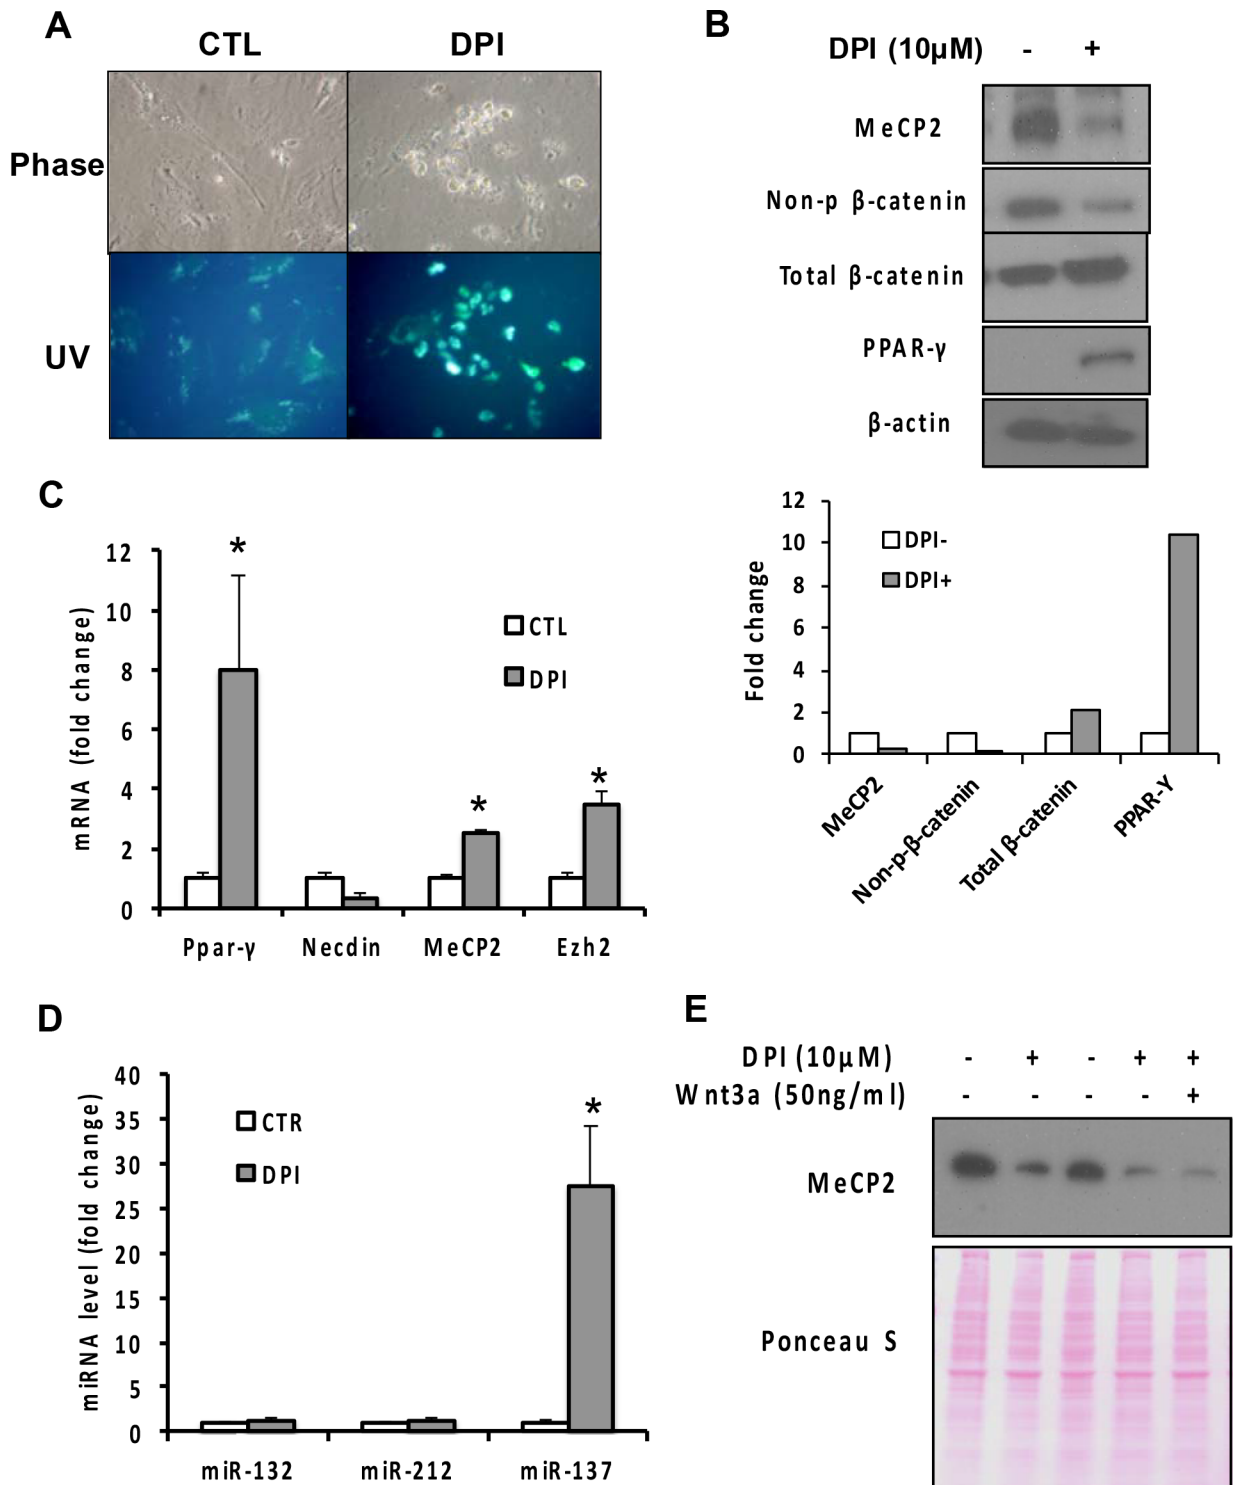 A
CTL DPI
Phase
UV
B
DPI (10μM) - +
MeCP2
Non-p β-catenin
Total β-catenin
PPAR-γ
β-actin
12
10
8
6
4
2
0
Fold change
DPI-
DPI+
MeCP2
Non-p-β-catenin
Total β-catenin
PPAR-Y
C
12
10
8
6
4
2
0
mRNA (fold change)
*
*
*
CTL
DPI
Ppar-γ Necdin MeCP2 Ezh2
D
40
35
30
25
20
15
10
5
0
miRNA level (fold change)
CTR
DPI
*
miR-132 miR-212 miR-137
E
DPI (10μM) - + - + +
Wnt3a (50ng/ml) - - - - +
MeCP2
Ponceau S